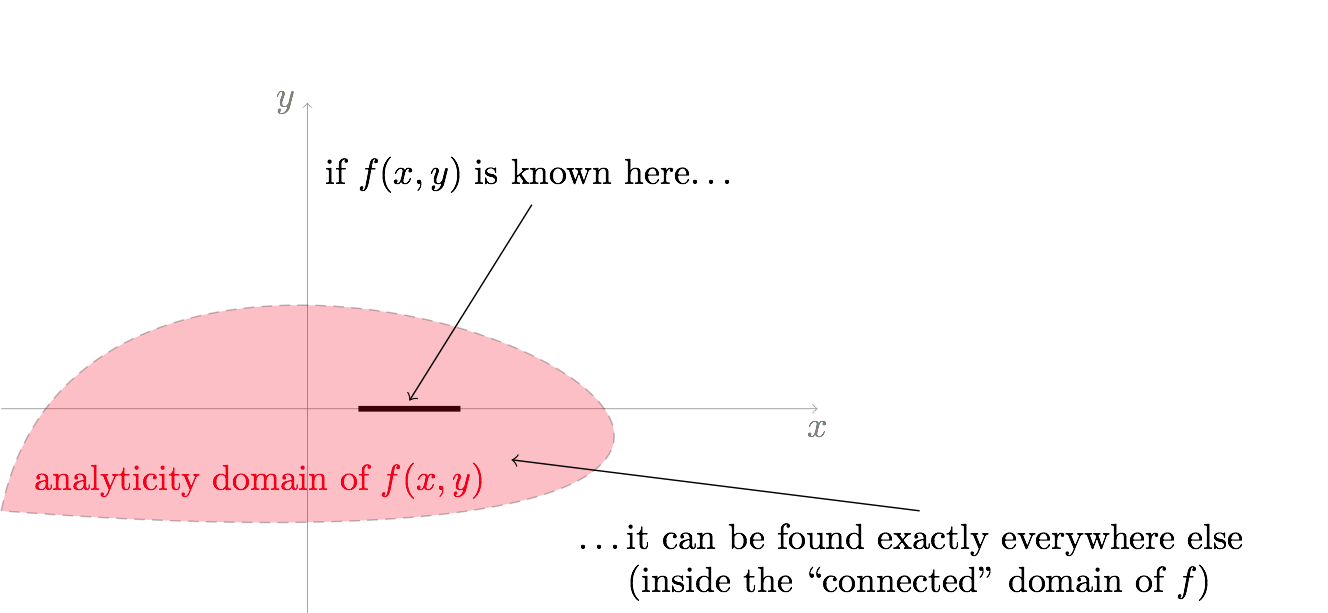 y
if f(x, y) is known here...
x
analyticity domain of f(x, y)
...it can be found exactly everywhere else
(inside the “connected” domain of f)